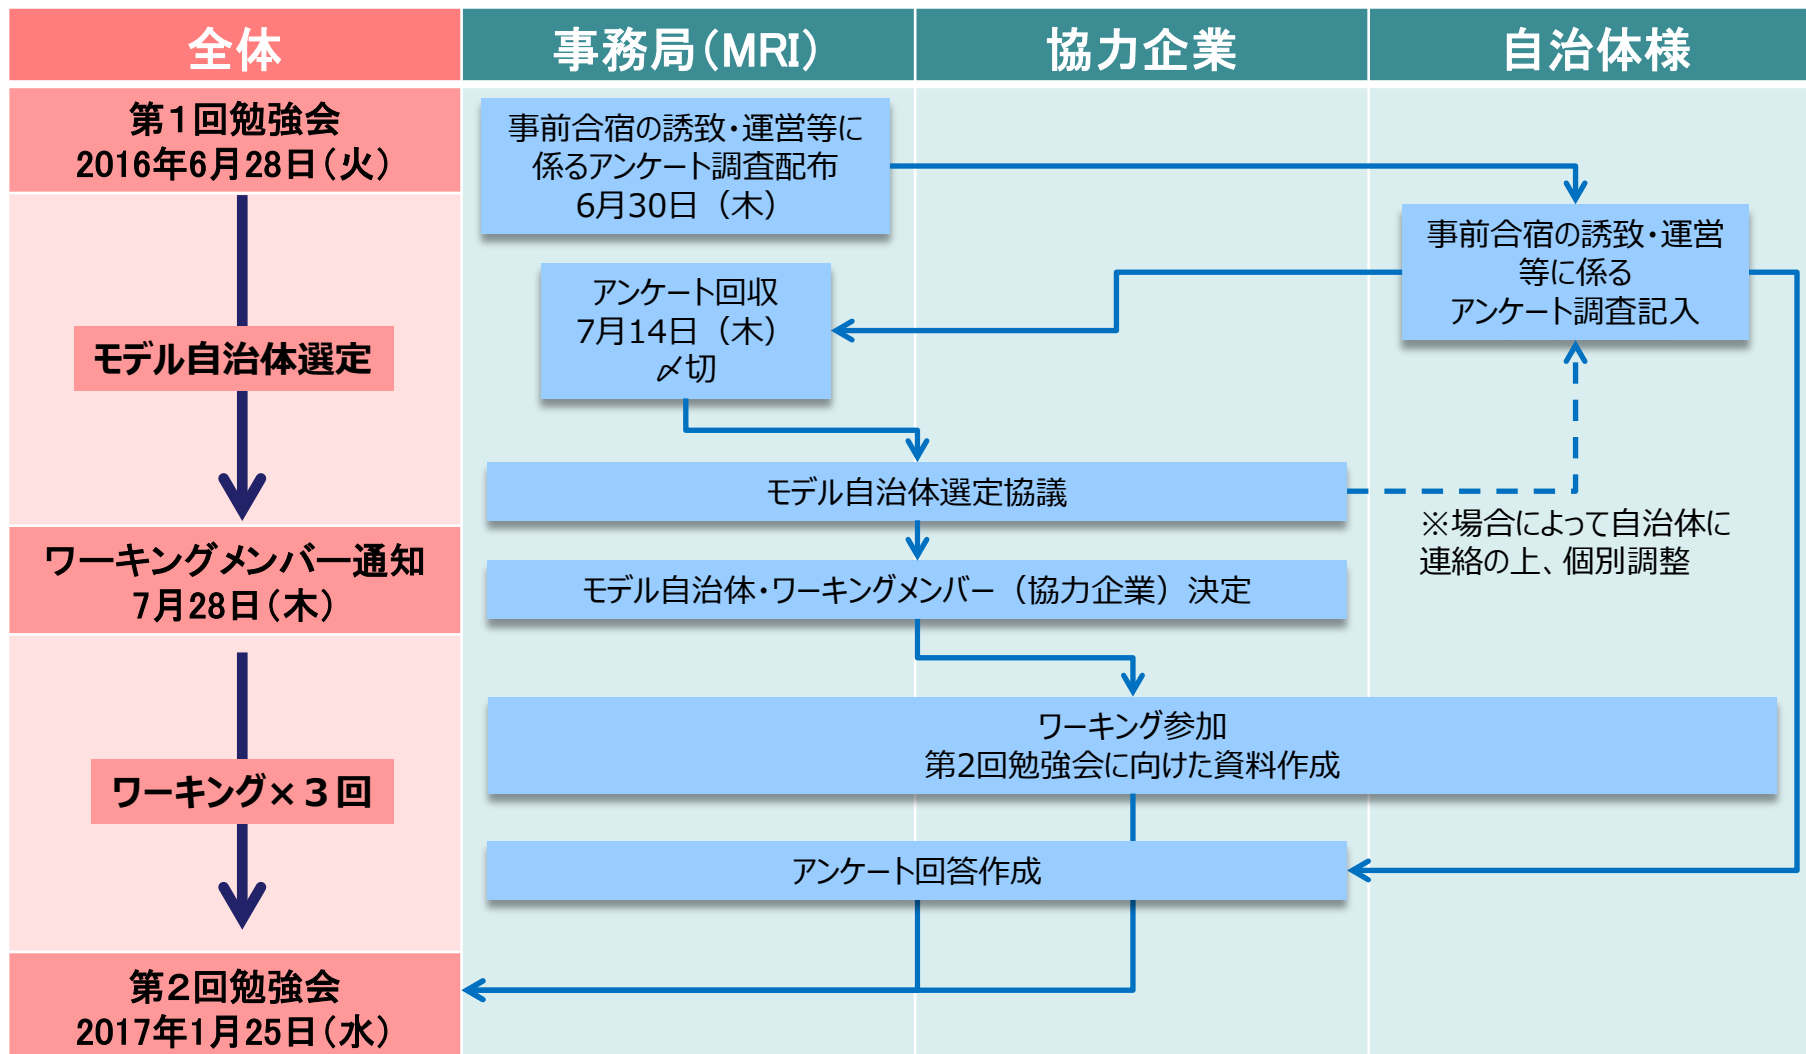 全体
事務局（MRI）
協力企業
自治体様
第１回勉強会
2016年6月28日（火）
モデル自治体選定
ワーキングメンバー通知
7月28日（木）
ワーキング×３回
第２回勉強会
2017年1月25日（水）
事前合宿の誘致・運営等に
係るアンケート調査配布
6月30日（木）
事前合宿の誘致・運営
等に係る
アンケート調査記入
アンケート回収
7月14日（木）
〆切
モデル自治体選定協議
※場合によって自治体に
連絡の上、個別調整
モデル自治体・ワーキングメンバー（協力企業）決定
ワーキング参加
第2回勉強会に向けた資料作成
アンケート回答作成